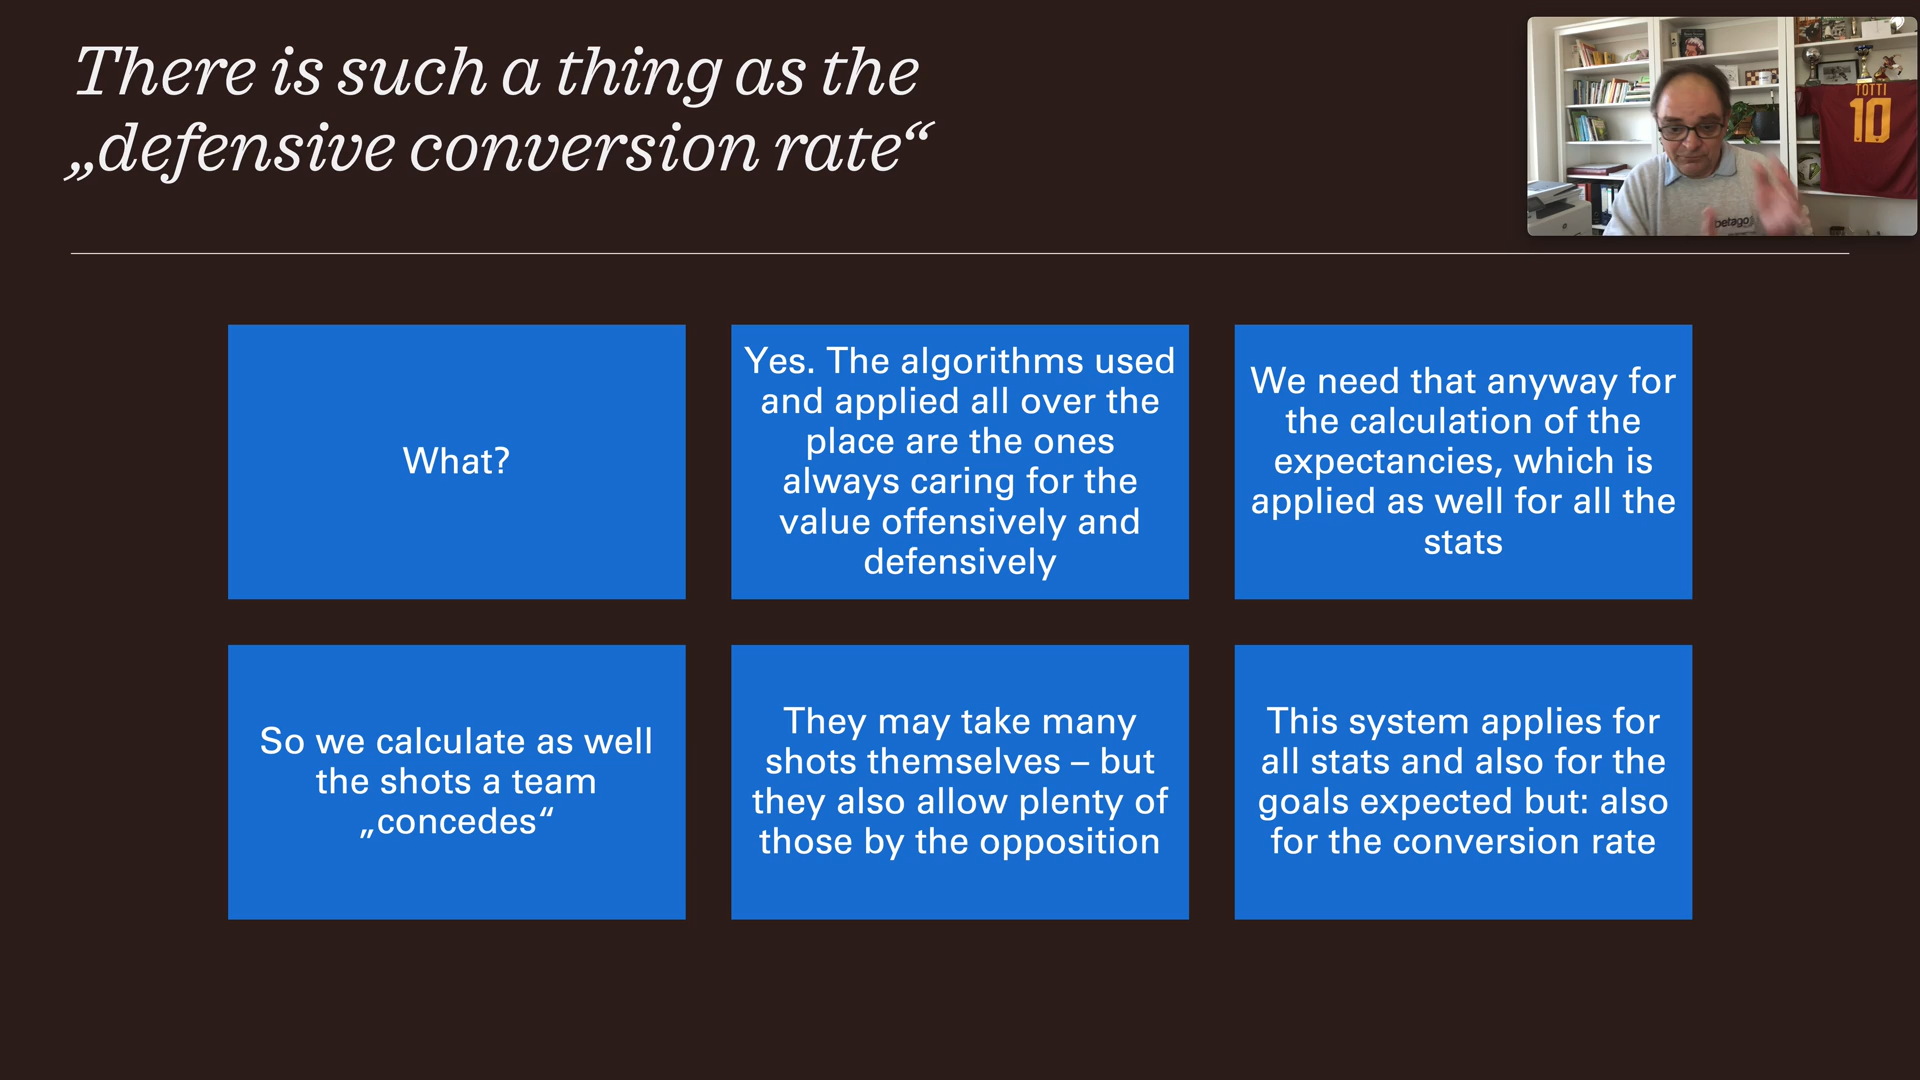 There is such a thing as the
„defensive conversion rate“
TOTTI
10
betago
What?
Yes. The algorithms used
and applied all over the
place are the ones
always caring for the
value offensively and
defensively
We need that anyway for
the calculation of the
expectancies, which is
applied as well for all the
stats
So we calculate as well
the shots a team
„concedes“
They may take many
shots themselves – but
they also allow plenty of
those by the opposition
This system applies for
all stats and also for the
goals expected but: also
for the conversion rate